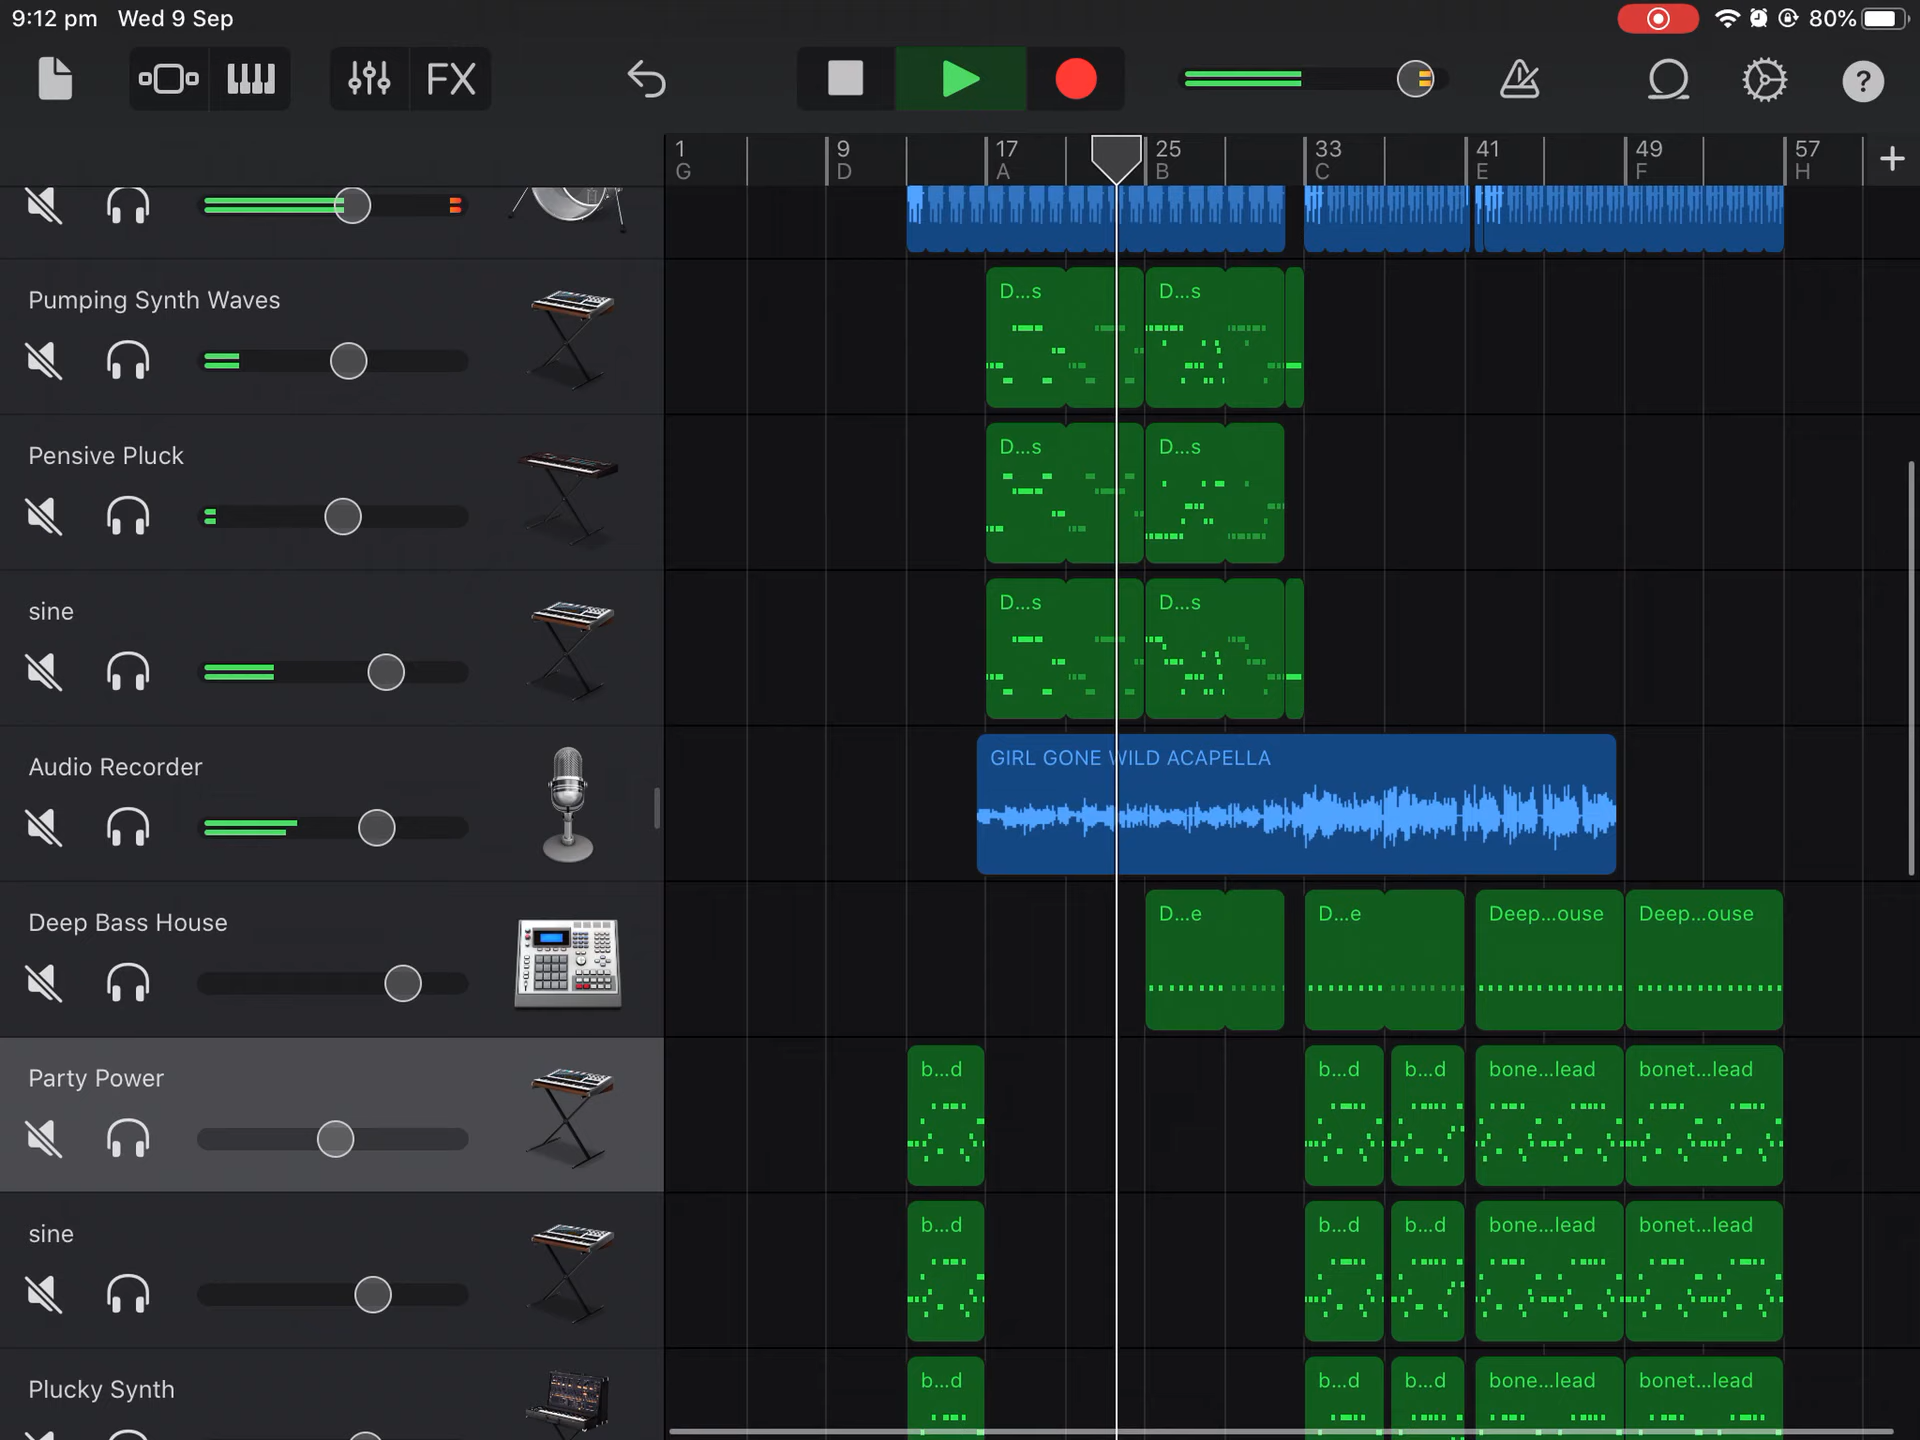 9:12 pm Wed 9 Sep 80%
FX ?
1 9 17 25 33 41 49 57 +
G D A B C E F H
Pumping Synth Waves
D...s D...s
Pensive Pluck
D...s D...s
sine
D...s D...s
Audio Recorder
GIRL GONE WILD ACAPELLA
Deep Bass House
D...e D...e Deep...ouse Deep...ouse
Party Power
b...d b...d b...d bone...lead bonet...lead
sine
b...d b...d b...d bone...lead bonet...lead
Plucky Synth
b...d b...d b...d bone...lead bonet...lead